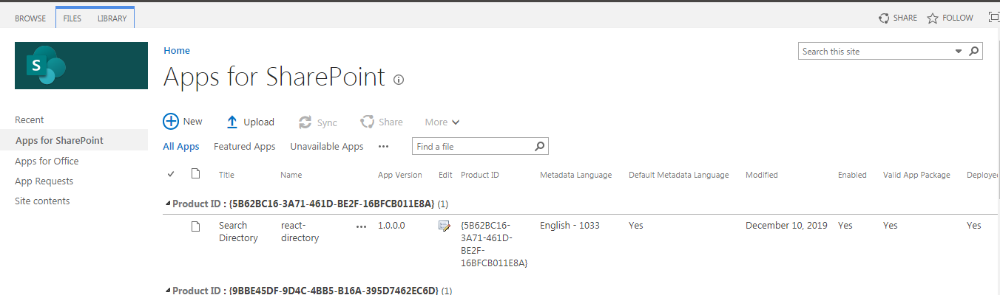 BROWSE FILES LIBRARY SHARE FOLLOW
S
Home
Search this site
Apps for SharePoint
Recent
Apps for SharePoint
Apps for Office
App Requests
Site contents
New Upload Sync Share More
All Apps Featured Apps Unavailable Apps ••• Find a file
Title Name App Version Edit Product ID Metadata Language Default Metadata Language Modified Enabled Valid App Package Deploye
Product ID : {5B62BC16-3A71-461D-BE2F-16BFCB011E8A} (1)
Search react- ••• 1.0.0.0 {5B62BC16- English - 1033 Yes December 10, 2019 Yes Yes Yes
Directory directory 3A71-461D-
BE2F-
16BFCB011E8A}
Product ID : {9BBE45DF-9D4C-4BB5-B16A-395D7462EC6D} (1)